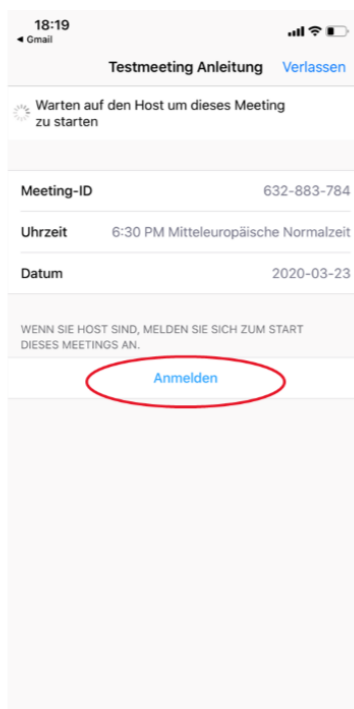 18:19
◄ Gmail
Testmeeting Anleitung Verlassen
Warten auf den Host um dieses Meeting
zu starten
Meeting-ID 632-883-784
Uhrzeit 6:30 PM Mitteleuropäische Normalzeit
Datum 2020-03-23
WENN SIE HOST SIND, MELDEN SIE SICH ZUM START
DIESES MEETINGS AN.
Anmelden